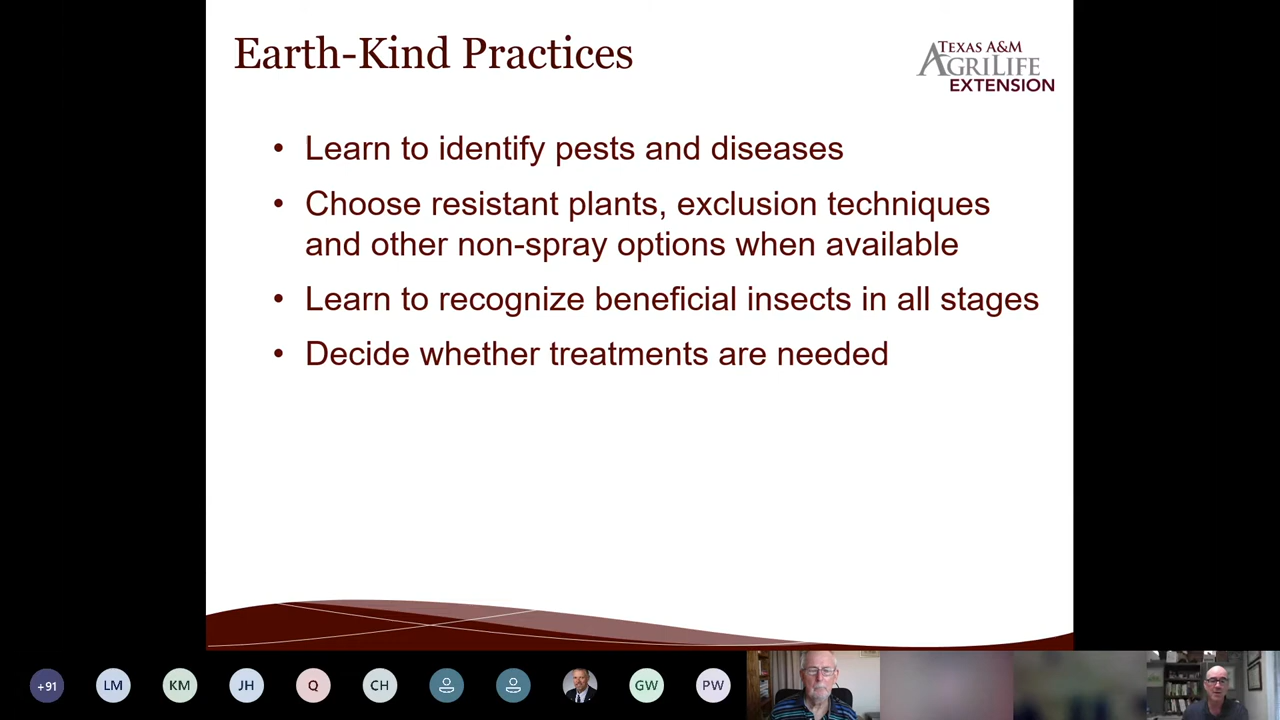 Earth-Kind Practices
TEXAS A&M
AGRILIFE
EXTENSION
• Learn to identify pests and diseases
• Choose resistant plants, exclusion techniques
and other non-spray options when available
• Learn to recognize beneficial insects in all stages
• Decide whether treatments are needed
+91 LM KM JH Q CH GW PW